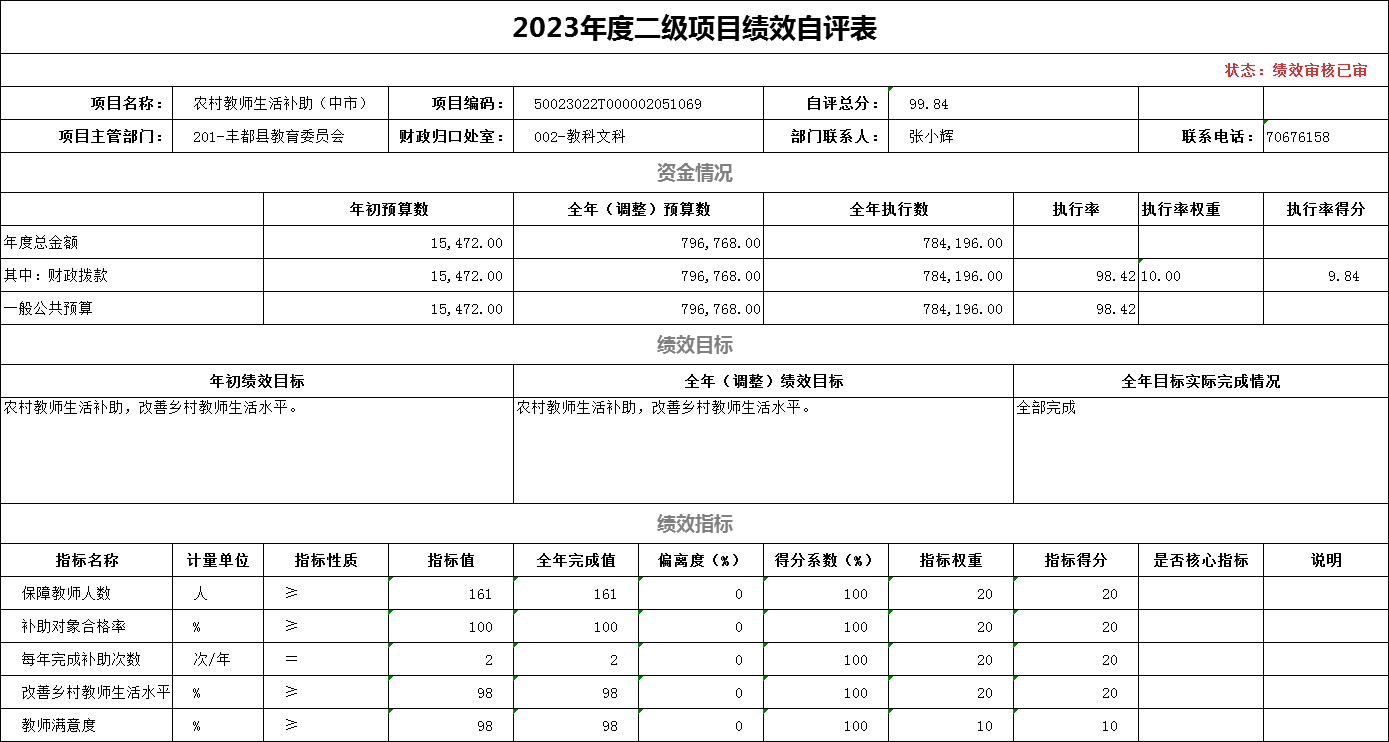 2023年度二级项目绩效自评表
状态：绩效审核已审
项目名称： 农村教师生活补助（中市） 项目编码： 50023022T000002051069 自评总分： 99.84
项目主管部门： 201-丰都县教育委员会 财政归口处室： 002-教科文科 部门联系人： 张小辉 联系电话： 70676158
资金情况
年初预算数 全年（调整）预算数 全年执行数 执行率 执行率权重 执行率得分
年度总金额 15,472.00 796,768.00 784,196.00
其中：财政拨款 15,472.00 796,768.00 784,196.00 98.42 10.00 9.84
一般公共预算 15,472.00 796,768.00 784,196.00 98.42
绩效目标
年初绩效目标 全年（调整）绩效目标 全年目标实际完成情况
农村教师生活补助，改善乡村教师生活水平。 农村教师生活补助，改善乡村教师生活水平。 全部完成
绩效指标
指标名称 计量单位 指标性质 指标值 全年完成值 偏离度（%） 得分系数（%） 指标权重 指标得分 是否核心指标 说明
保障教师人数 人 ≥ 161 161 0 100 20 20
补助对象合格率 % ≥ 100 100 0 100 20 20
每年完成补助次数 次/年 ＝ 2 2 0 100 20 20
改善乡村教师生活水平 % ≥ 98 98 0 100 20 20
教师满意度 % ≥ 98 98 0 100 10 10